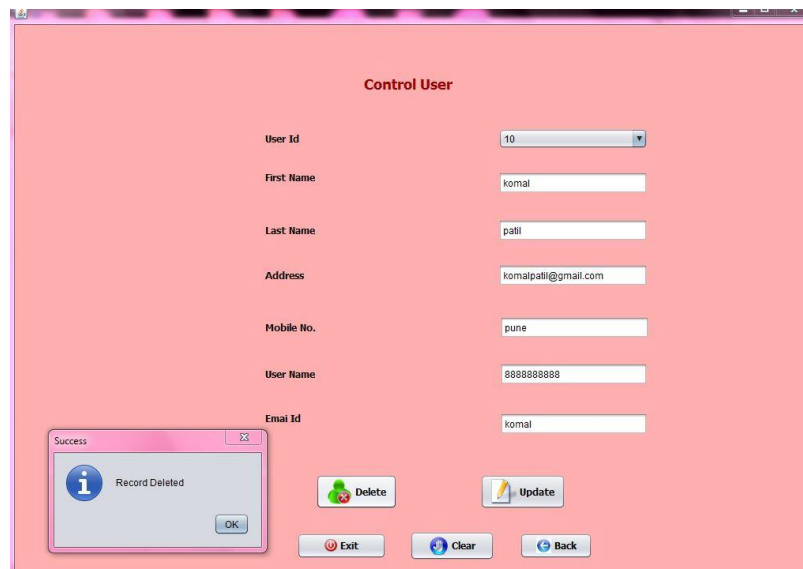 Control User
User Id 10
First Name komal
Last Name patil
Address komalpatil@gmail.com
Mobile No. pune
User Name 8888888888
Emai Id komal
Success
Record Deleted
OK
Delete Update
Exit Clear Back